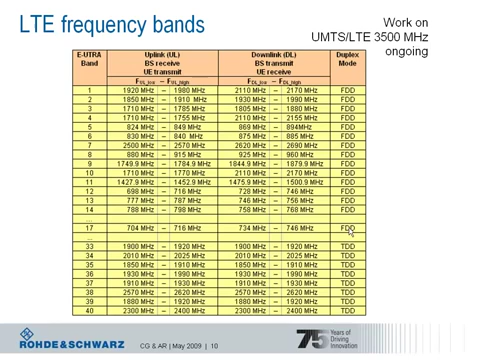 LTE frequency bands
Work on
UMTS/LTE 3500 MHz
ongoing
E-UTRA Band | Uplink (UL) BS receive UE transmit | Downlink (DL) BS transmit UE receive | Duplex Mode
FUL_low – FUL_high | FDL_low – FDL_high
1 1920 MHz – 1980 MHz 2110 MHz – 2170 MHz FDD
2 1850 MHz – 1910 MHz 1930 MHz – 1990 MHz FDD
3 1710 MHz – 1785 MHz 1805 MHz – 1880 MHz FDD
4 1710 MHz – 1755 MHz 2110 MHz – 2155 MHz FDD
5 824 MHz – 849 MHz 869 MHz – 894MHz FDD
6 830 MHz – 840 MHz 875 MHz – 885 MHz FDD
7 2500 MHz – 2570 MHz 2620 MHz – 2690 MHz FDD
8 880 MHz – 915 MHz 925 MHz – 960 MHz FDD
9 1749.9 MHz – 1784.9 MHz 1844.9 MHz – 1879.9 MHz FDD
10 1710 MHz – 1770 MHz 2110 MHz – 2170 MHz FDD
11 1427.9 MHz – 1452.9 MHz 1475.9 MHz – 1500.9 MHz FDD
12 698 MHz – 716 MHz 728 MHz – 746 MHz FDD
13 777 MHz – 787 MHz 746 MHz – 756 MHz FDD
14 788 MHz – 798 MHz 758 MHz – 768 MHz FDD
...
17 704 MHz – 716 MHz 734 MHz – 746 MHz FDD
...
33 1900 MHz – 1920 MHz 1900 MHz – 1920 MHz TDD
34 2010 MHz – 2025 MHz 2010 MHz – 2025 MHz TDD
35 1850 MHz – 1910 MHz 1850 MHz – 1910 MHz TDD
36 1930 MHz – 1990 MHz 1930 MHz – 1990 MHz TDD
37 1910 MHz – 1930 MHz 1910 MHz – 1930 MHz TDD
38 2570 MHz – 2620 MHz 2570 MHz – 2620 MHz TDD
39 1880 MHz – 1920 MHz 1880 MHz – 1920 MHz TDD
40 2300 MHz – 2400 MHz 2300 MHz – 2400 MHz TDD
ROHDE&SCHWARZ
CG & AR | May 2009 | 10
75 Years of
Driving
Innovation